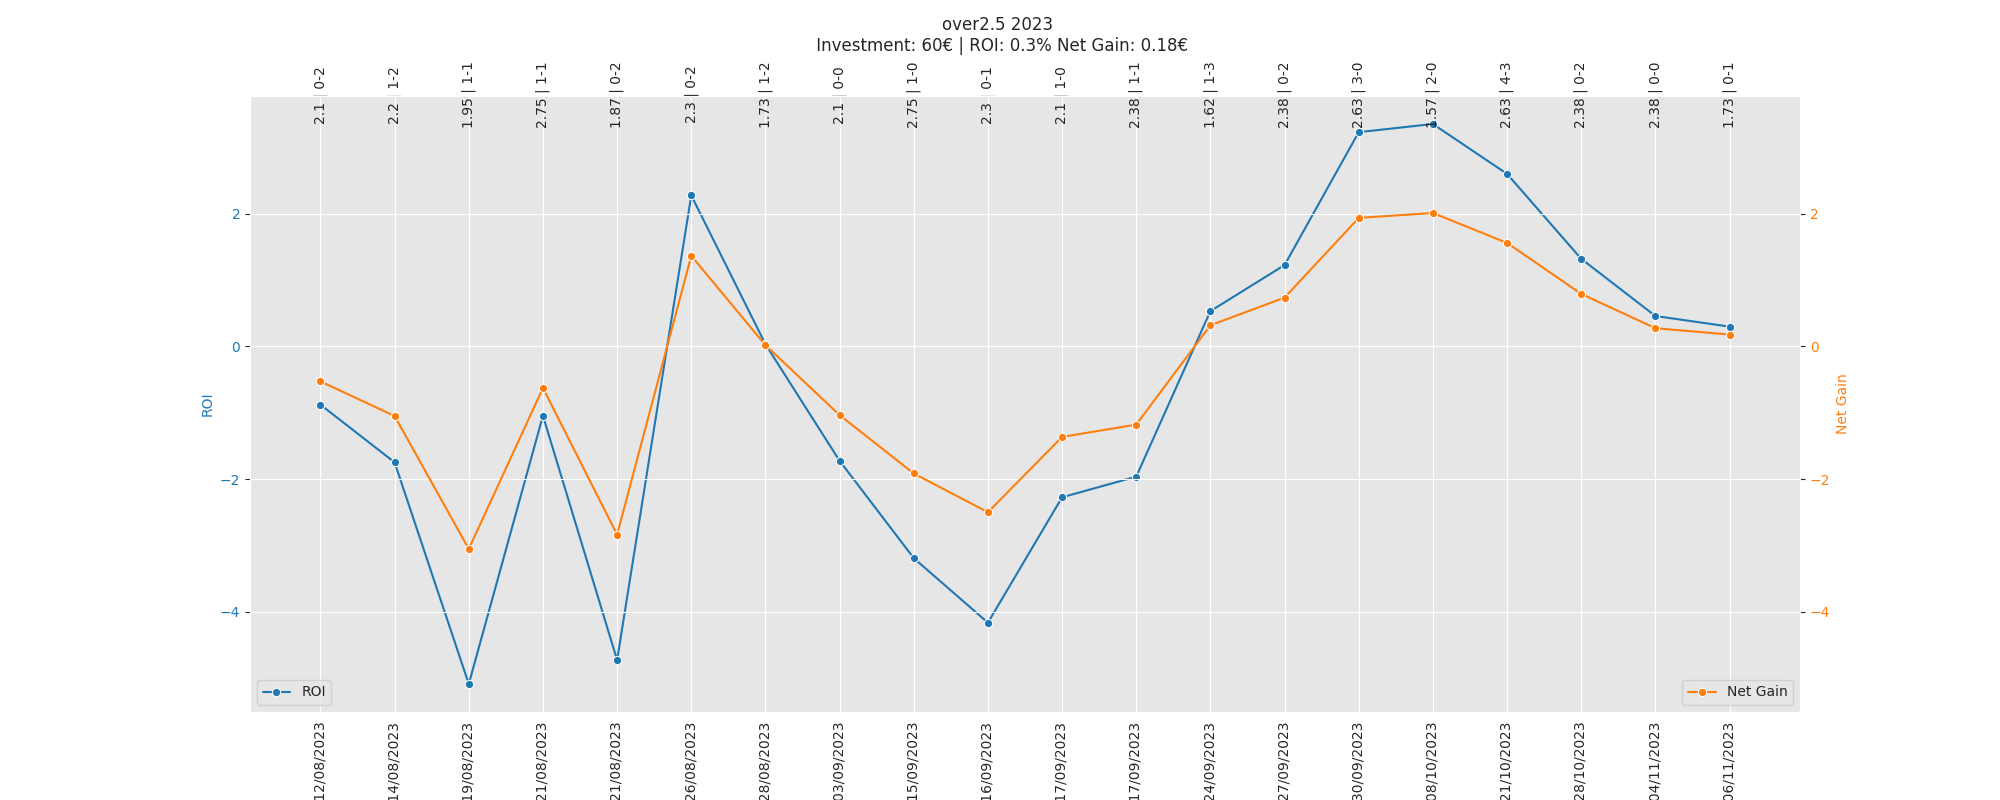 over2.5 2023
Investment: 60€ | ROI: 0.3% Net Gain: 0.18€
2.1 | 0-2
2.2 | 1-2
1.95 | 1-1
2.75 | 1-1
1.87 | 0-2
2.3 | 0-2
1.73 | 1-2
2.1 | 0-0
2.75 | 1-0
2.3 | 0-1
2.1 | 1-0
2.38 | 1-1
1.62 | 1-3
2.38 | 0-2
2.63 | 3-0
2.63 | 4-3
2.38 | 0-2
2.38 | 0-0
1.73 | 0-1
2
0
−2
−4
ROI
2
0
−2
−4
Net Gain
ROI
Net Gain
12/08/2023
14/08/2023
19/08/2023
21/08/2023
21/08/2023
26/08/2023
28/08/2023
03/09/2023
15/09/2023
16/09/2023
17/09/2023
17/09/2023
24/09/2023
27/09/2023
30/09/2023
08/10/2023
21/10/2023
28/10/2023
04/11/2023
06/11/2023